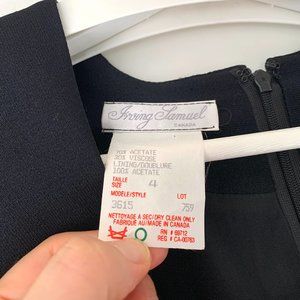 Irving Samuel
CANADA
70% ACETATE
30% VISCOSE
LINING/DOUBLURE
100% ACETATE
TAILLE
SIZE 4
MODELE/STYLE LOT
3615 759
NETTOYAGE A SEC/DRY CLEAN ONLY
FABRIQUE AU/MADE IN
CANADA
RN # 69712
REG # CA-00763